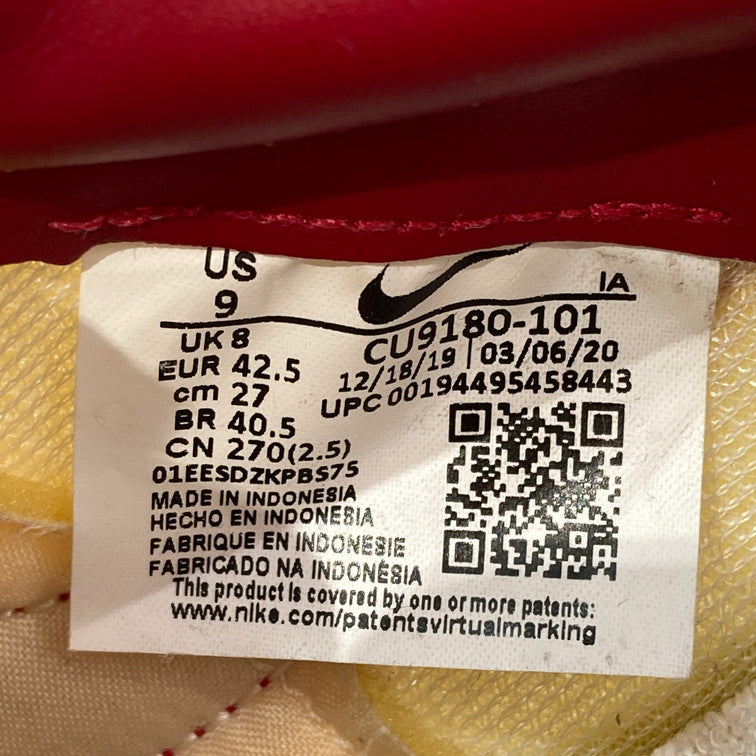 US
9
IA
UK 8
EUR 42.5
cm 27
BR 40.5
CN 270(2.5)
CU9180-101
12/18/19 | 03/06/20
UPC 00194495458443
01EESDZKPBS75
MADE IN INDONESIA
HECHO EN INDONESIA
FABRIQUE EN INDONESIE
FABRICADO NA INDONÉSIA
This product is covered by one or more patents:
www.nike.com/patentsvirtualmarking